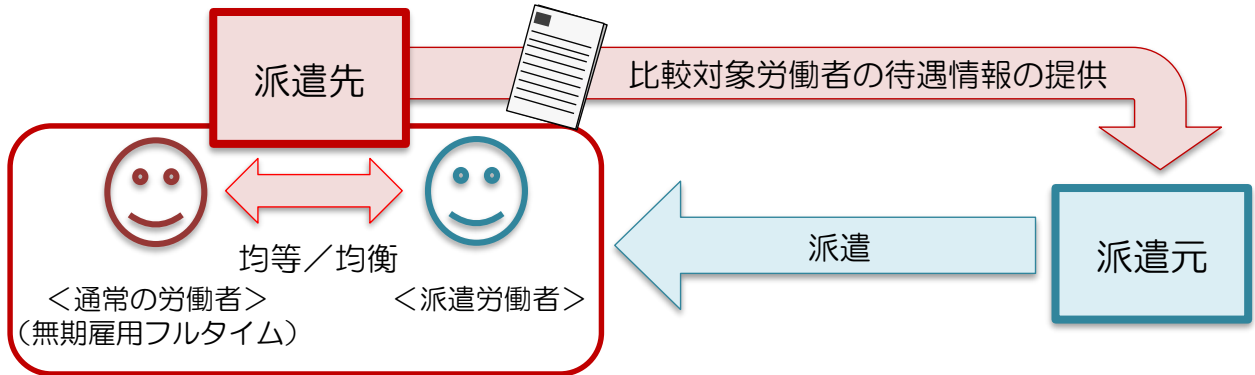 派遣先
比較対象労働者の待遇情報の提供
均等／均衡
＜通常の労働者＞
（無期雇用フルタイム）
＜派遣労働者＞
派遣
派遣元